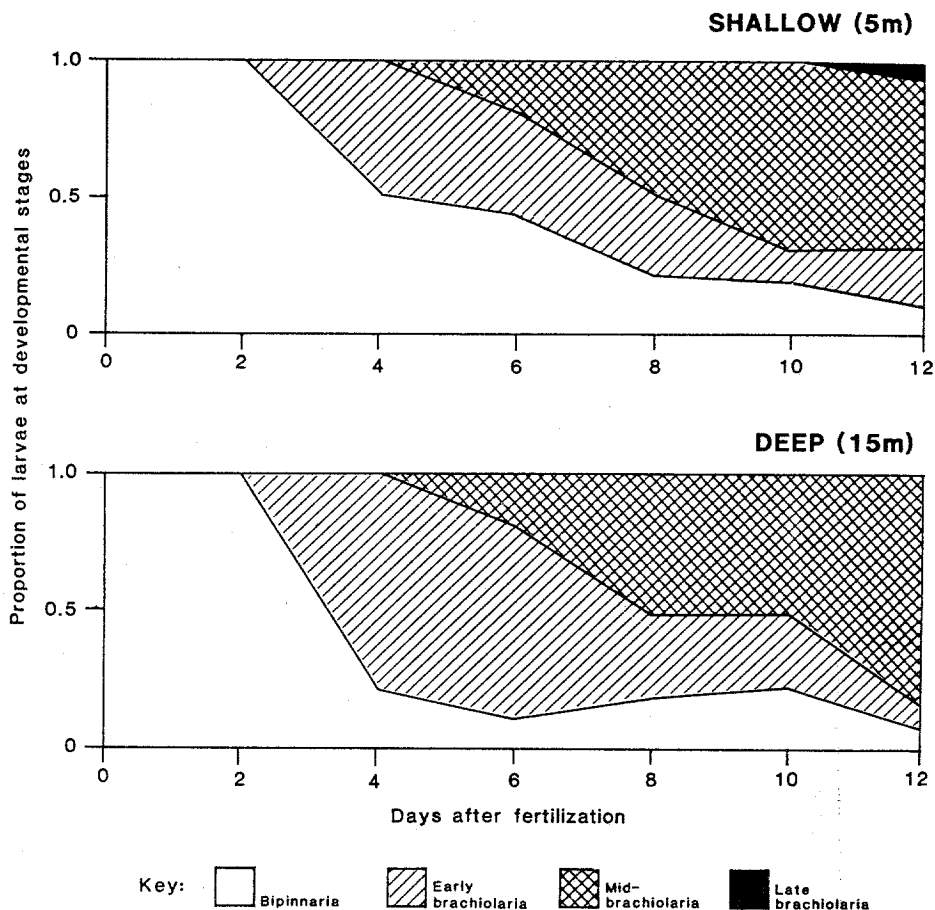 SHALLOW (5m)
1.0
0.5
0
0 2 4 6 8 10 12
DEEP (15m)
1.0
0.5
0
0 2 4 6 8 10 12
Proportion of larvae at developmental stages
Days after fertilization
Key:
Bipinnaria
Early
brachiolaria
Mid-
brachiolaria
Late
brachiolaria